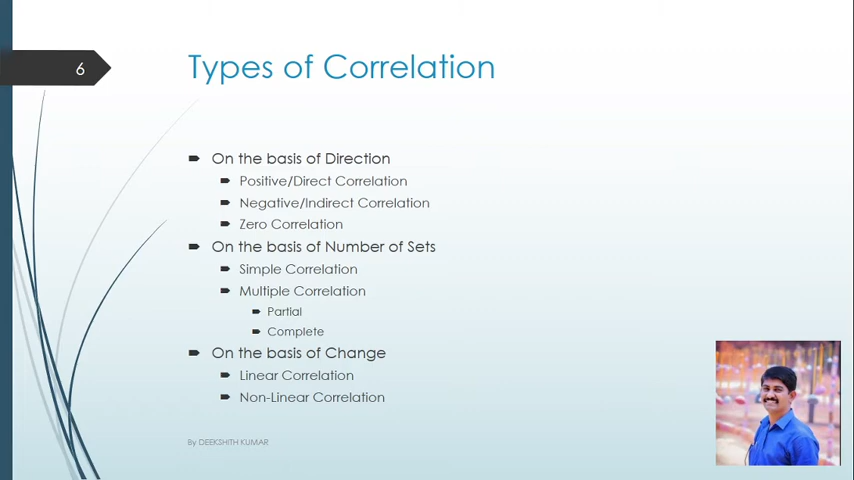 6
Types of Correlation
On the basis of Direction
Positive/Direct Correlation
Negative/Indirect Correlation
Zero Correlation
On the basis of Number of Sets
Simple Correlation
Multiple Correlation
Partial
Complete
On the basis of Change
Linear Correlation
Non-Linear Correlation
By DEEKSHITH KUMAR